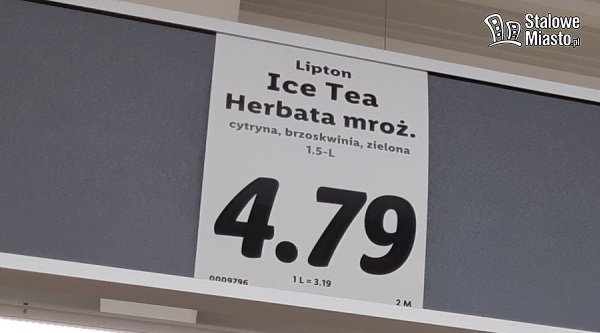 Stalowe
Miasto.pl
Lipton
Ice Tea
Herbata mroż.
cytryna, brzoskwinia, zielona
1.5-L
4.79
0009796
1 L = 3.19
2 M